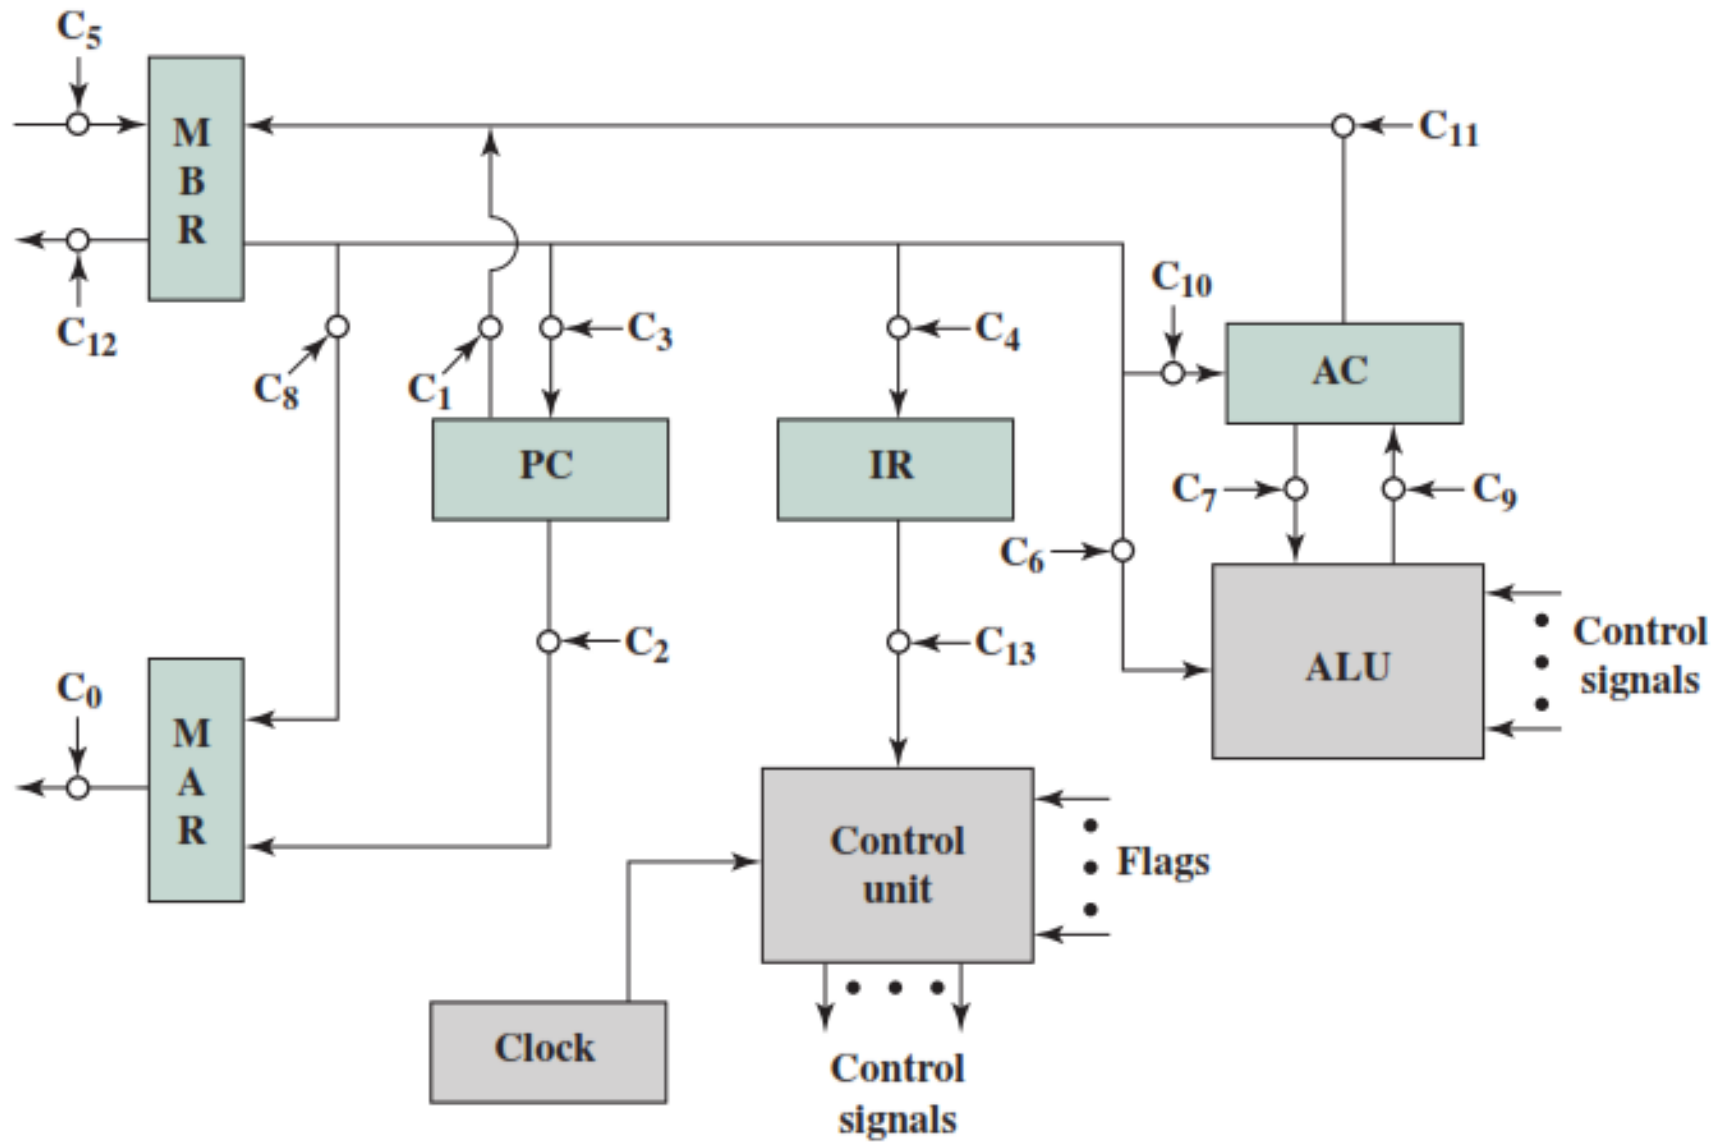 C5
M
B
R
C11
C12
C8
C1
C3
C4
C10
AC
PC
IR
C7
C9
C6
C2
C13
ALU
Control
signals
C0
M
A
R
Control
unit
Flags
Clock
Control
signals